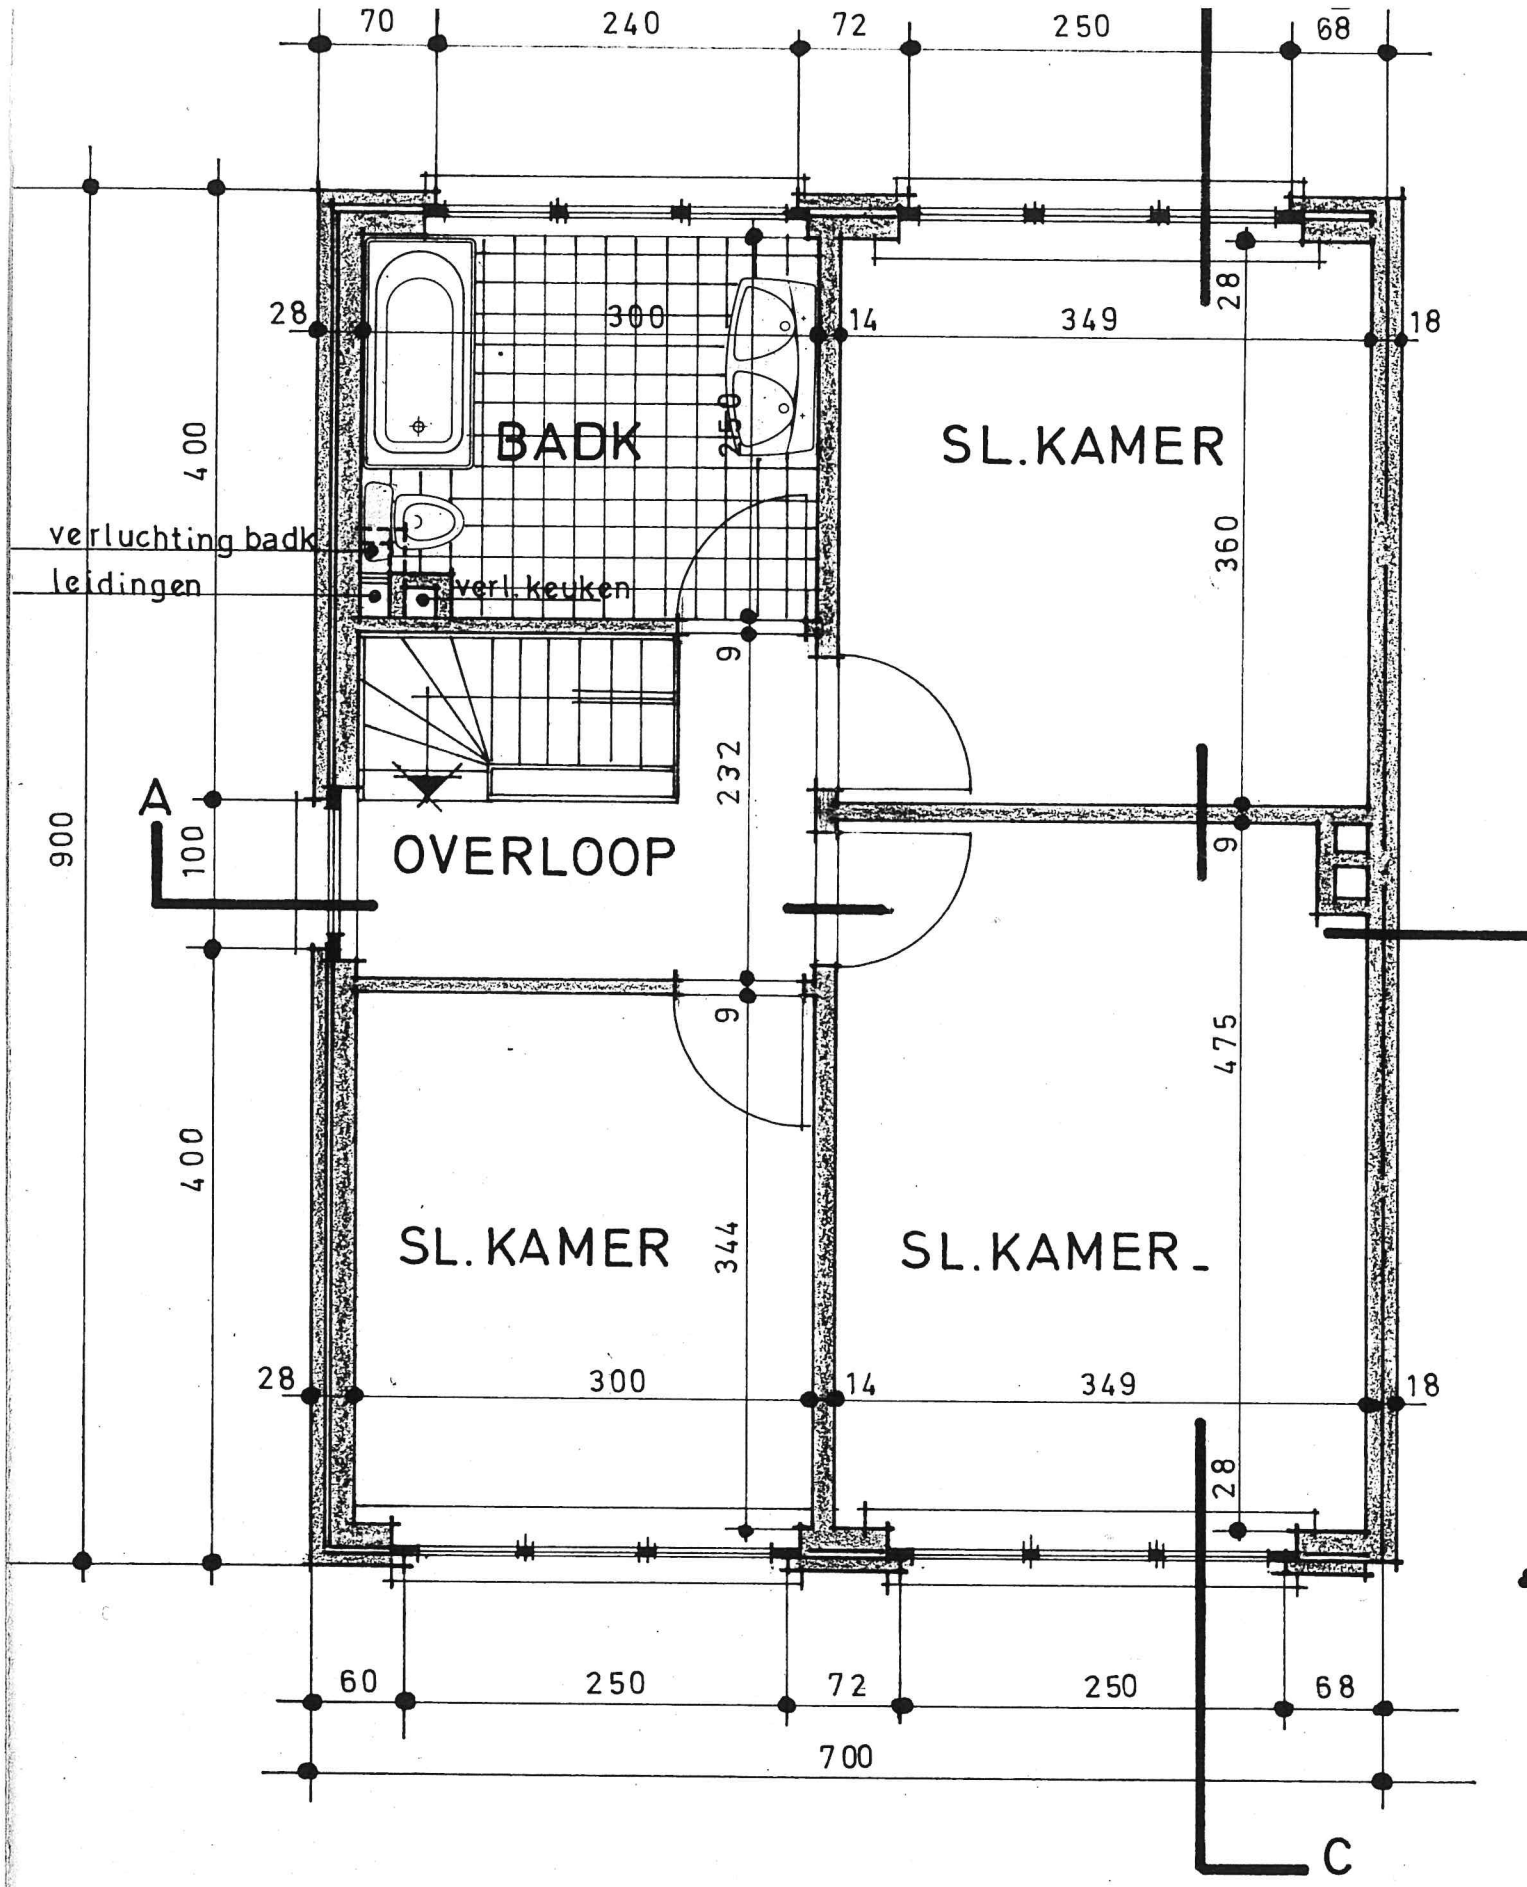 70 240 72 250 68
28 300 14 349 28 18
400 250
BADK SL.KAMER
verluchting badk 360
leidingen verl. keuken
9
232
A
900 100 OVERLOOP 9
9
400 475
SL.KAMER 344 SL.KAMER
28 300 14 349 18
28
60 250 72 250 68
700
C